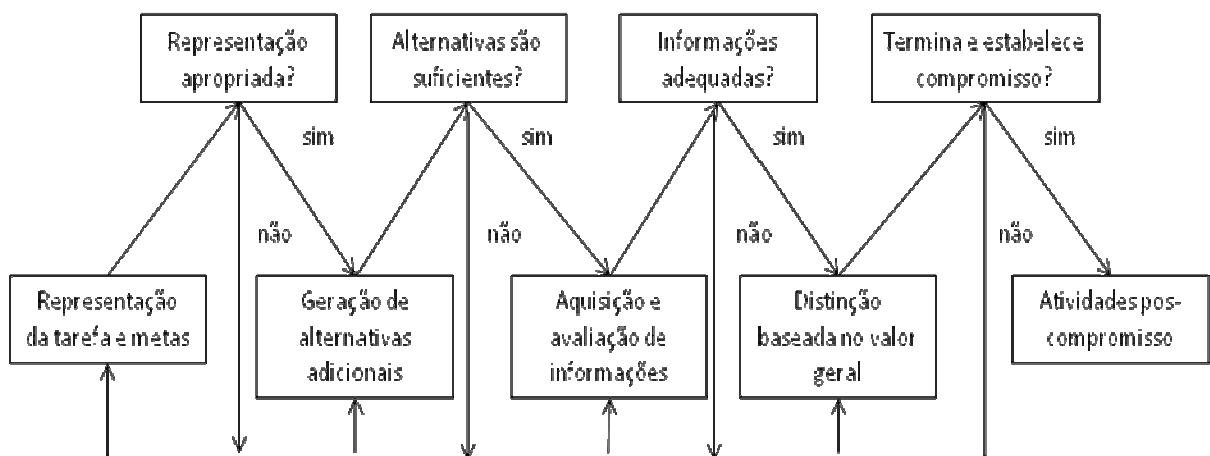 Representação
apropriada?
Alternativas são
suficientes?
Informações
adequadas?
Termina e estabelece
compromisso?
sim
sim
sim
sim
não
não
não
não
Representação
da tarefa e metas
Geração de
alternativas
adicionais
Aquisição e
avaliação de
informações
Distinção
baseada no valor
geral
Atividades pos-
compromisso